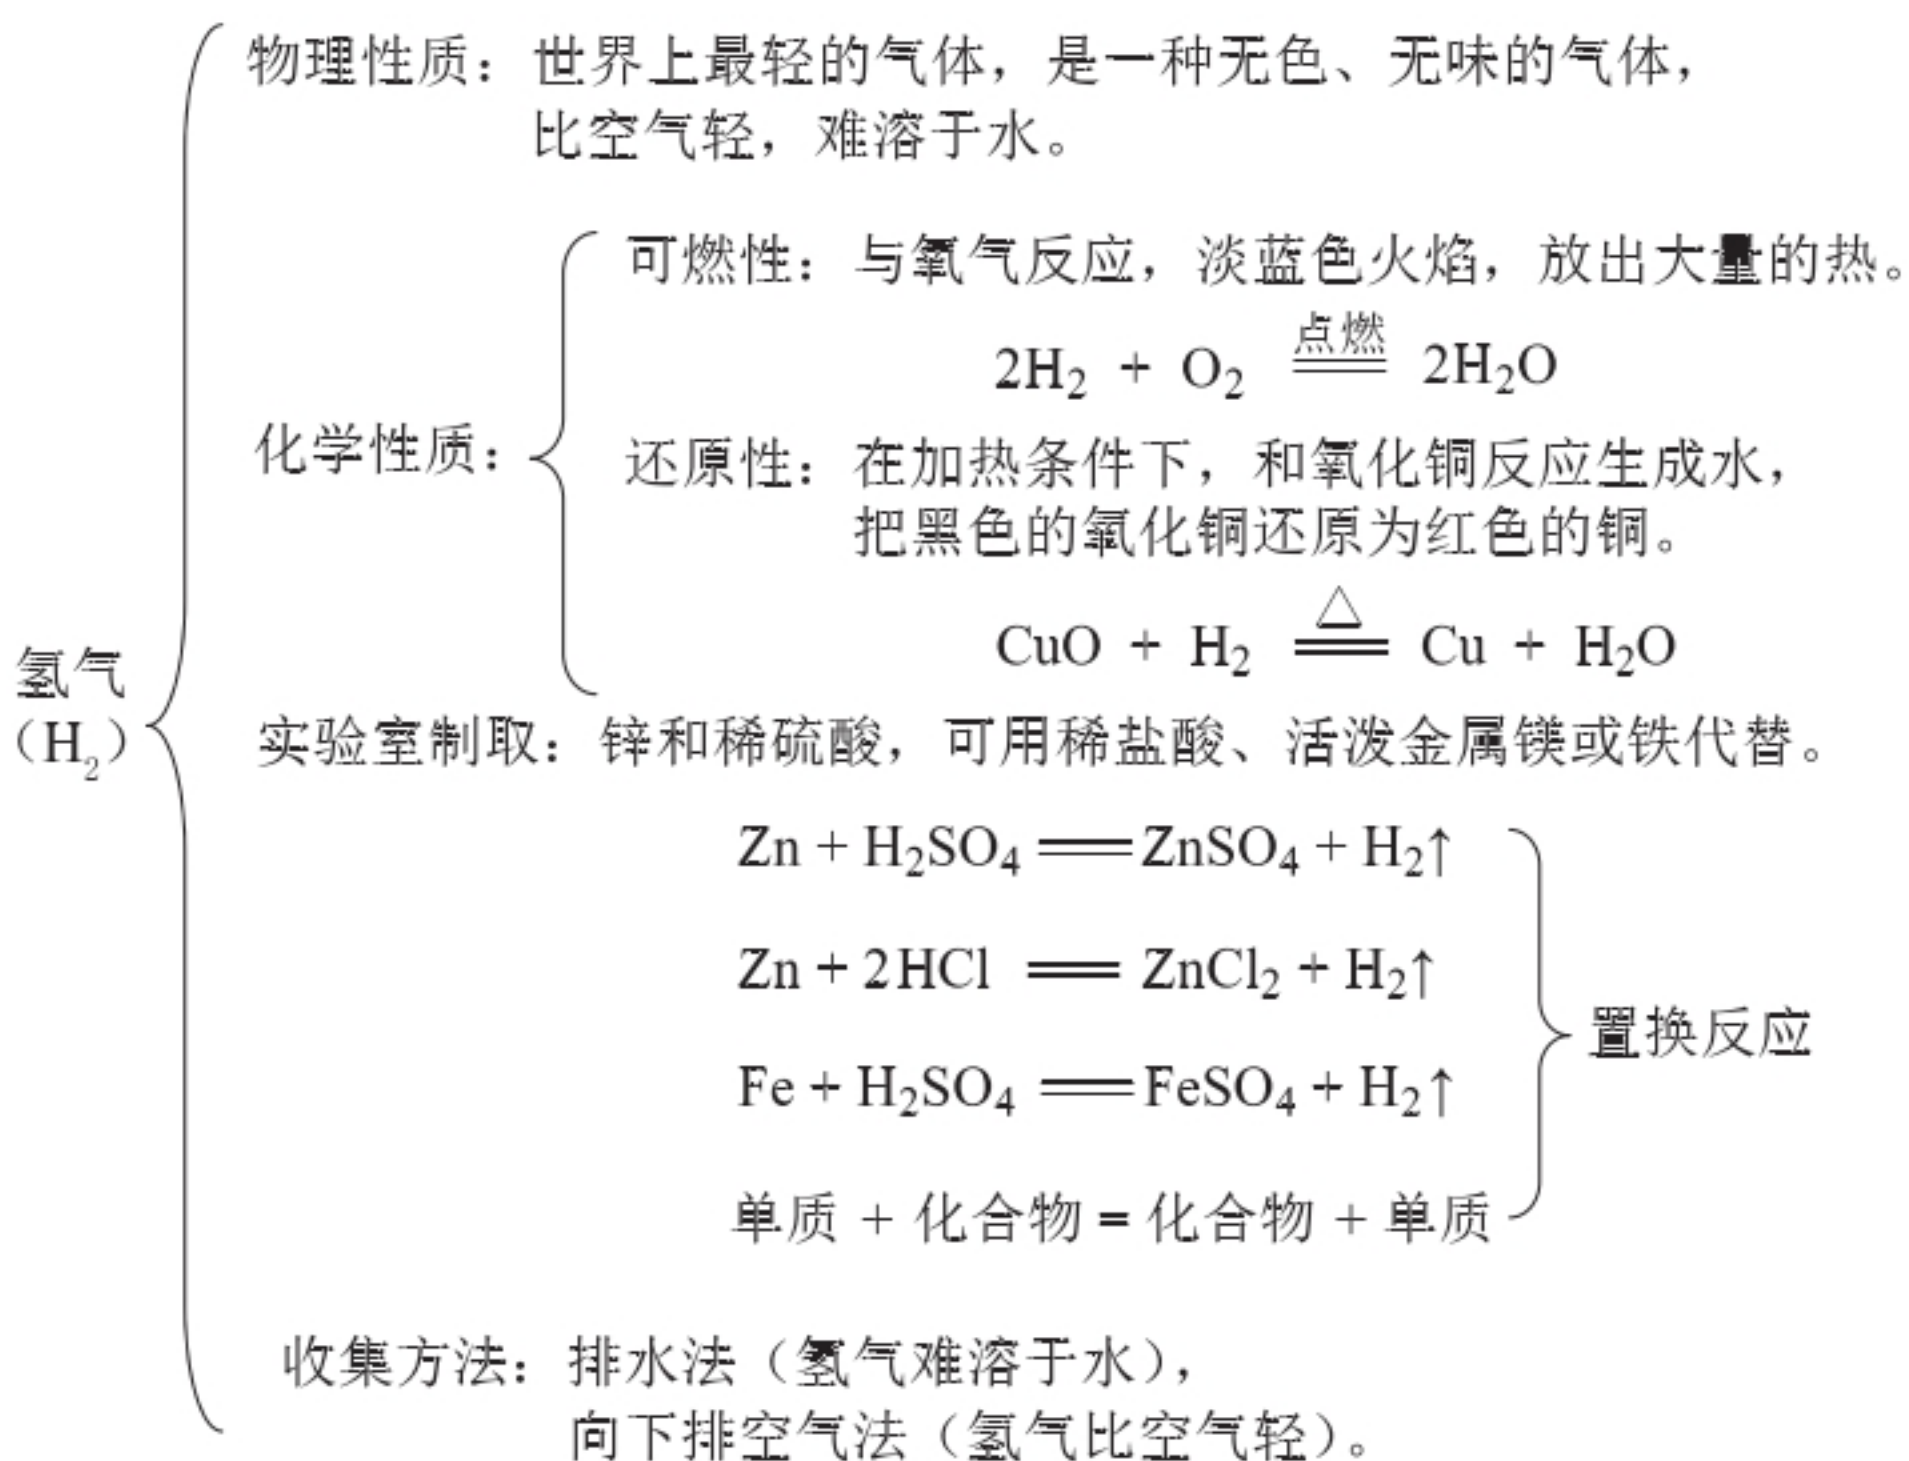 物理性质：世界上最轻的气体，是一种无色、无味的气体，
比空气轻，难溶于水。
可燃性：与氧气反应，淡蓝色火焰，放出大量的热。
点燃
2H₂ + O₂ ══ 2H₂O
化学性质：
还原性：在加热条件下，和氧化铜反应生成水，
把黑色的氧化铜还原为红色的铜。
△
CuO + H₂ ══ Cu + H₂O
氢气
（H₂）
实验室制取：锌和稀硫酸，可用稀盐酸、活泼金属镁或铁代替。
Zn + H₂SO₄ ══ ZnSO₄ + H₂↑
Zn + 2HCl ══ ZnCl₂ + H₂↑
置换反应
Fe + H₂SO₄ ══ FeSO₄ + H₂↑
单质 + 化合物 = 化合物 + 单质
收集方法：排水法（氢气难溶于水），
向下排空气法（氢气比空气轻）。